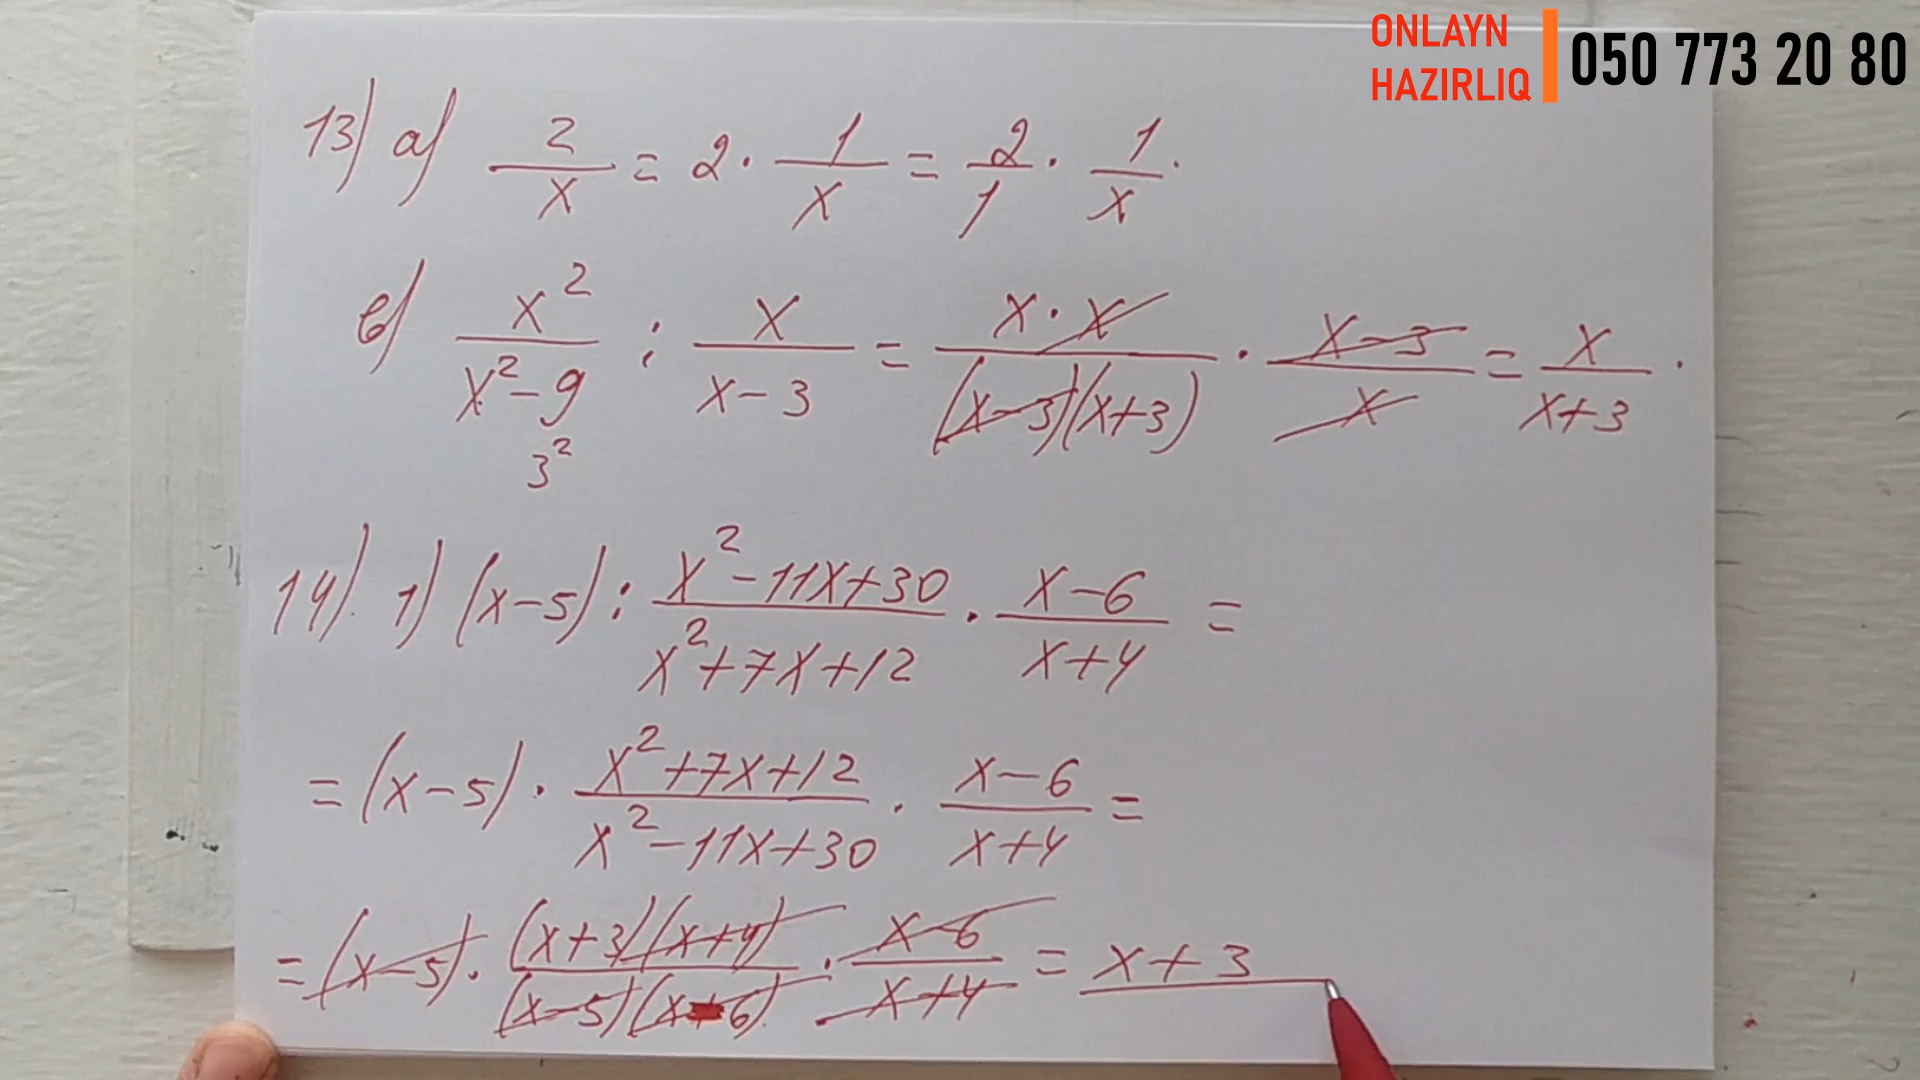 ONLAYN
HAZIRLIQ
050 773 20 80
13) a) 2/x = 2 · 1/x = 2/1 · 1/x.
b) x²/(x²-9) : x/(x-3) = (x·x)/((x-3)(x+3)) · (x-3)/x = x/(x+3).
3²
14). 1) (x-5) : (x²-11x+30)/(x²+7x+12) · (x-6)/(x+4) =
= (x-5) · (x²+7x+12)/(x²-11x+30) · (x-6)/(x+4) =
= (x-5) · ((x+3)(x+4))/((x-5)(x-6)) · (x-6)/(x+4) = x+3